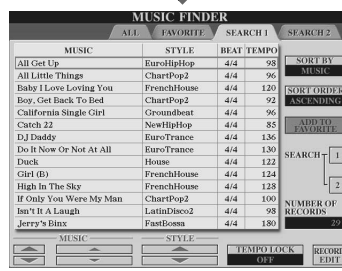 MUSIC FINDER
ALL FAVORITE SEARCH 1 SEARCH 2
MUSIC STYLE BEAT TEMPO
All Get Up EuroHipHop 4/4 98
All Little Things ChartPop2 4/4 96
Baby I Love Loving You FrenchHouse 4/4 120
Boy, Get Back To Bed ChartPop2 4/4 92
California Single Girl Groundbeat 4/4 96
Catch 22 NewHipHop 4/4 85
DJ Daddy EuroTrance 4/4 136
Do It Now Or Not At All EuroTrance 4/4 130
Duck House 4/4 122
Girl (B) FrenchHouse 4/4 124
High In The Sky FrenchHouse 4/4 128
If Only You Were My Man ChartPop2 4/4 100
Isn't It A Laugh LatinDisco2 4/4 98
Jerry's Binx FastBossa 4/4 180
SORT BY
MUSIC
SORT ORDER
ASCENDING
ADD TO
FAVORITE
SEARCH 1
2
NUMBER OF
RECORDS
29
MUSIC STYLE
TEMPO LOCK
OFF
RECORD
EDIT